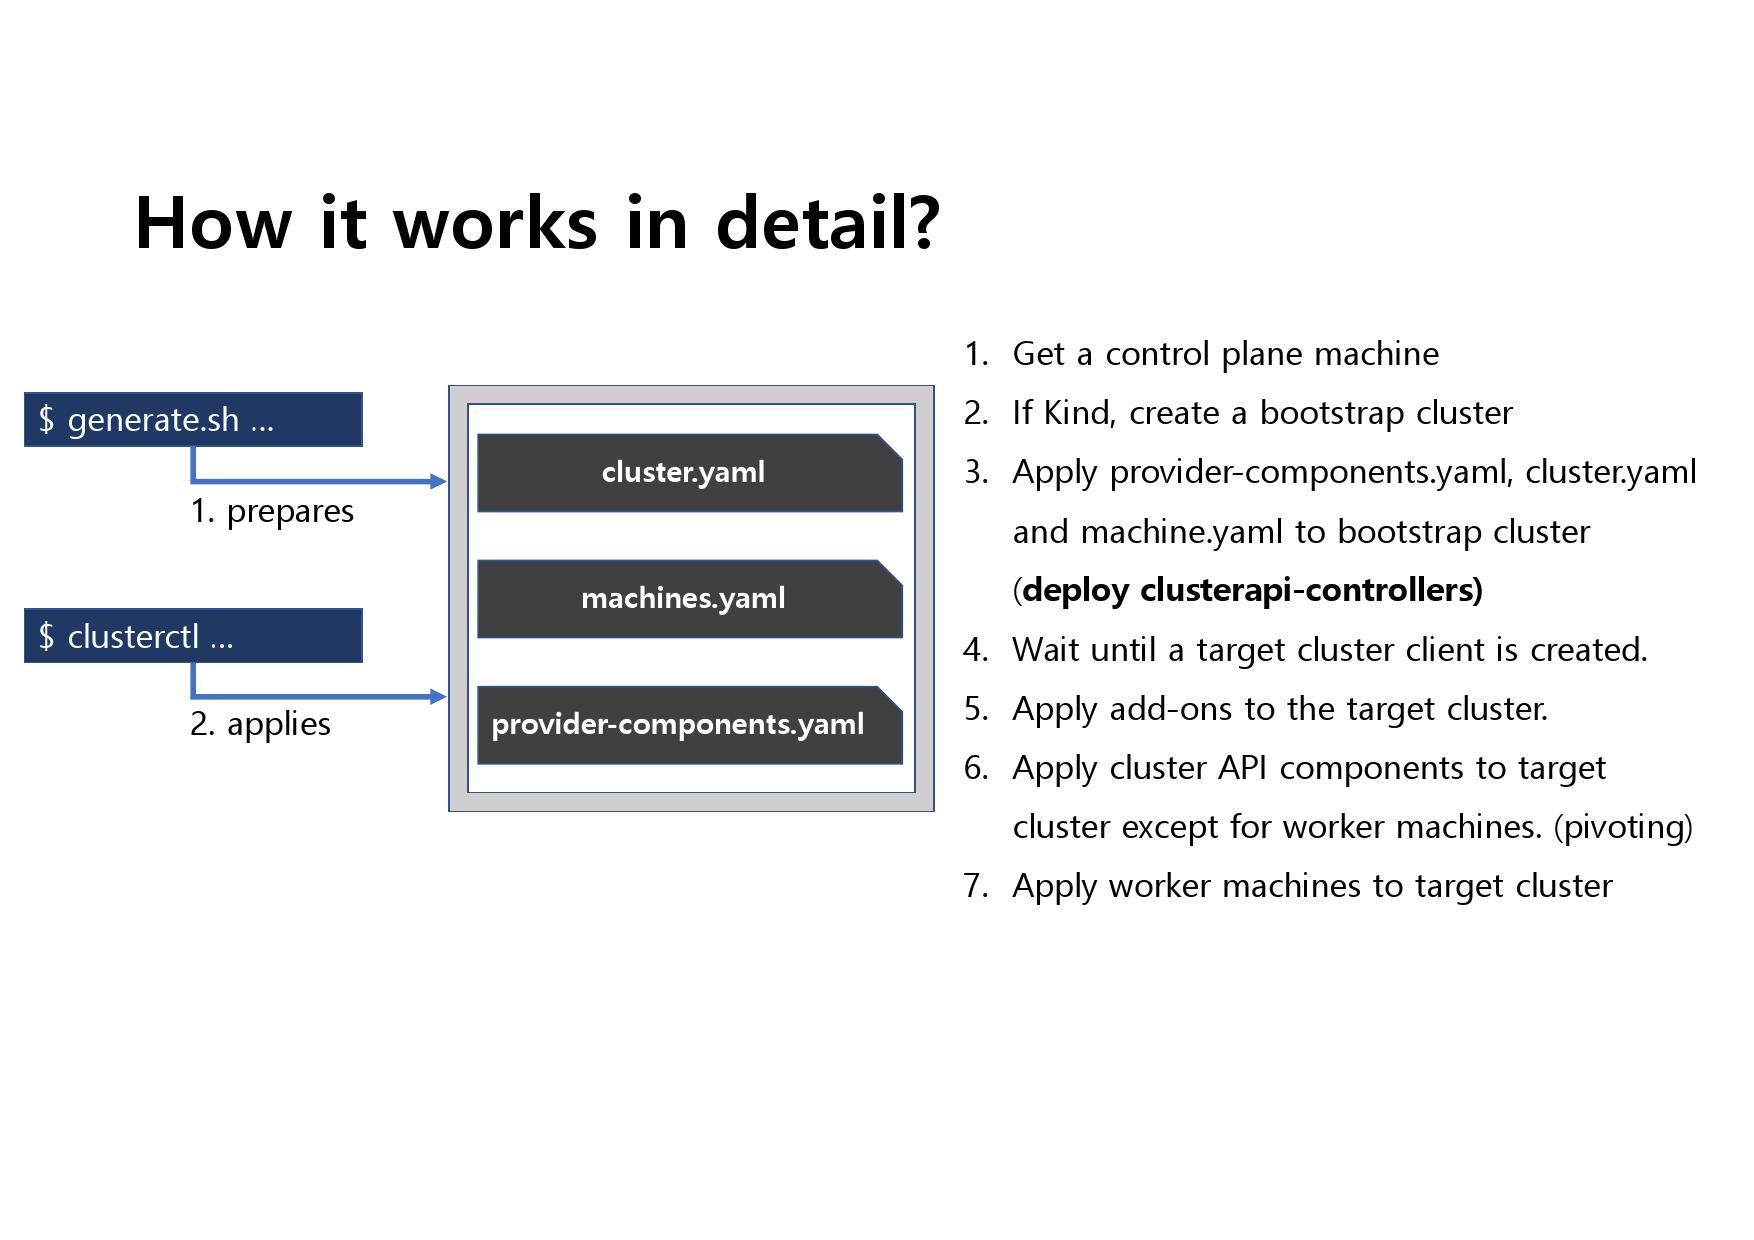 How it works in detail?
$ generate.sh ...
1. prepares
$ clusterctl ...
2. applies
cluster.yaml
machines.yaml
provider-components.yaml
1. Get a control plane machine
2. If Kind, create a bootstrap cluster
3. Apply provider-components.yaml, cluster.yaml
and machine.yaml to bootstrap cluster
(deploy clusterapi-controllers)
4. Wait until a target cluster client is created.
5. Apply add-ons to the target cluster.
6. Apply cluster API components to target
cluster except for worker machines. (pivoting)
7. Apply worker machines to target cluster